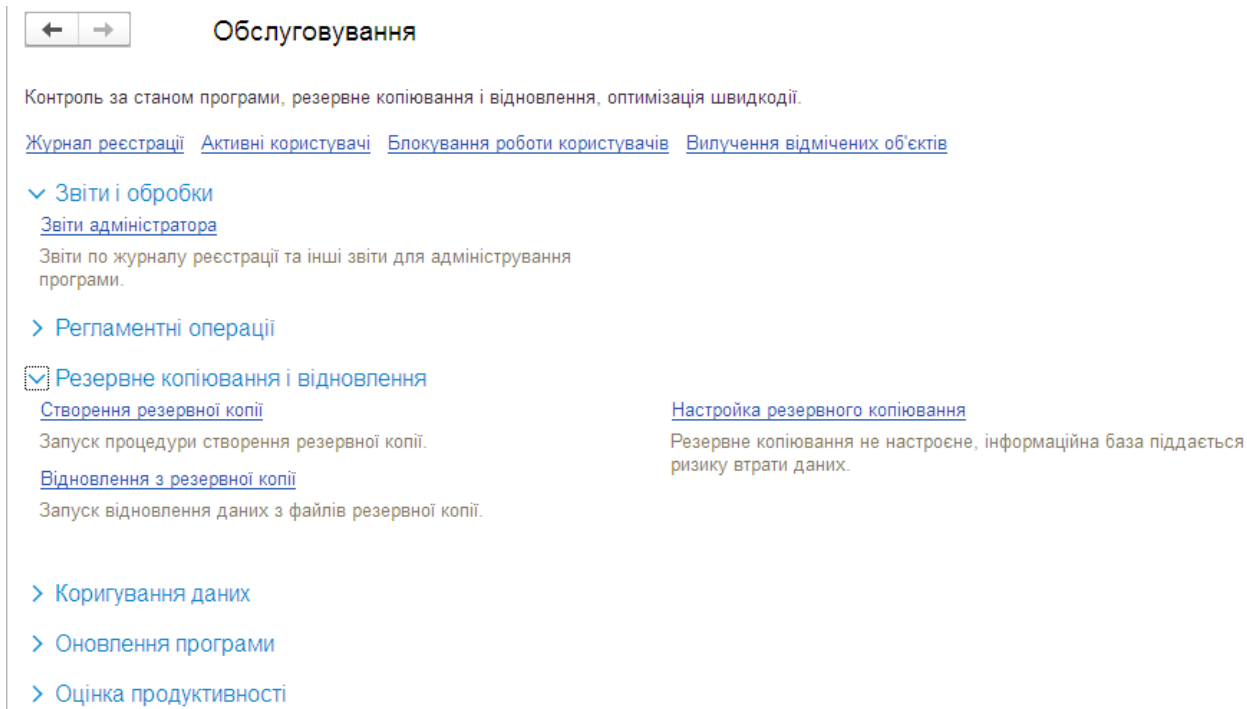 Обслуговування
Контроль за станом програми, резервне копіювання і відновлення, оптимізація швидкодії.
Журнал реєстрації Активні користувачі Блокування роботи користувачів Вилучення відмічених об'єктів
Звіти і обробки
Звіти адміністратора
Звіти по журналу реєстрації та інші звіти для адміністрування
програми.
Регламентні операції
Резервне копіювання і відновлення
Створення резервної копії
Запуск процедури створення резервної копії.
Відновлення з резервної копії
Запуск відновлення даних з файлів резервної копії.
Настройка резервного копіювання
Резервне копіювання не настроєне, інформаційна база піддається
ризику втрати даних.
Коригування даних
Оновлення програми
Оцінка продуктивності